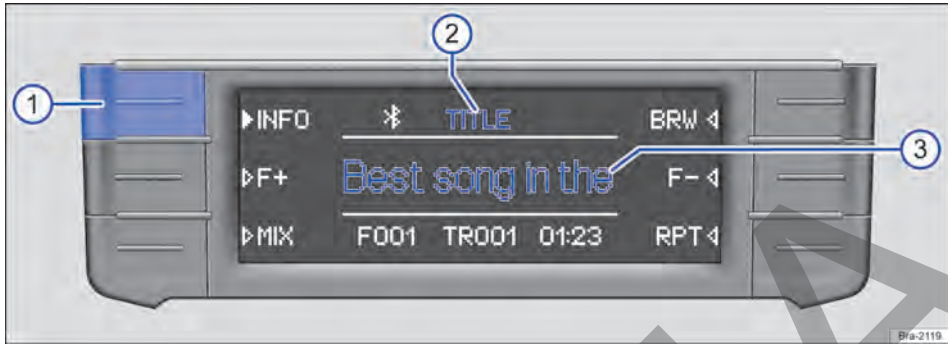 2
1
▶INFO TITLE BRW ◁
3
▷F+ Best song in the F- ◁
▷MIX F001 TR001 01:23 RPT ◁
Bra-2119